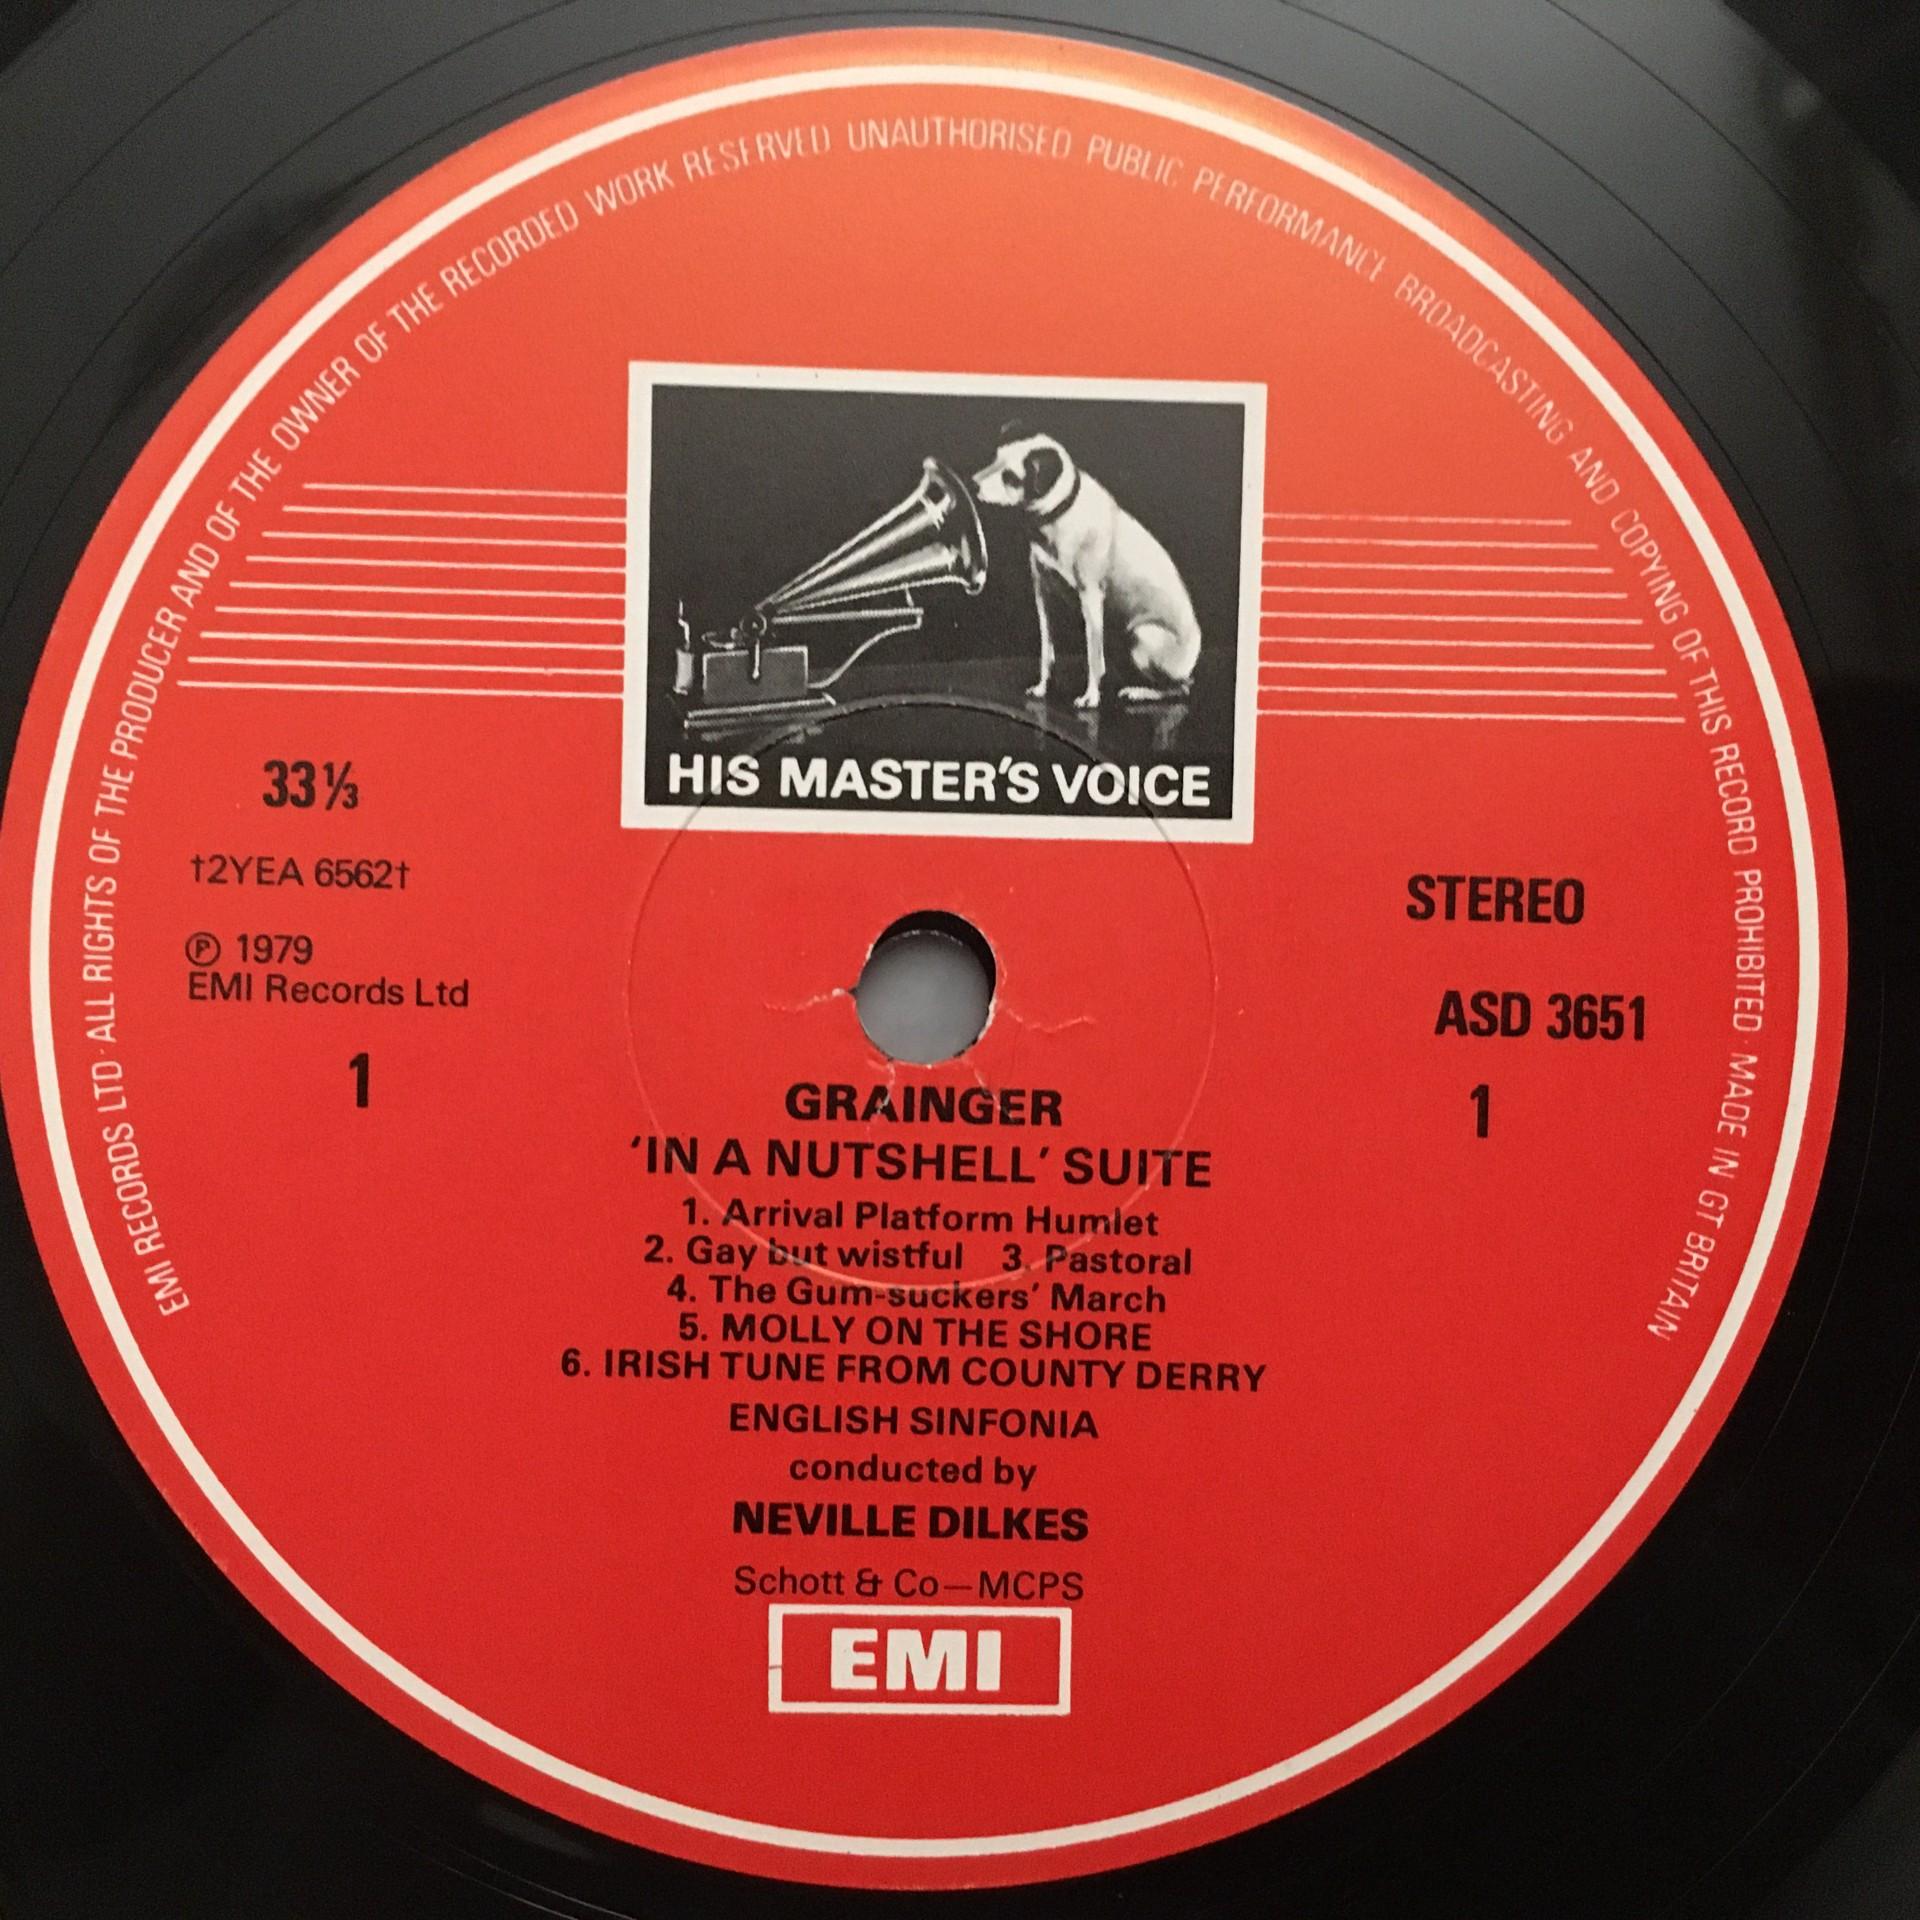 EMI RECORDS LTD · ALL RIGHTS OF THE PRODUCER AND OF THE OWNER OF THE RECORDED WORK RESERVED UNAUTHORISED PUBLIC PERFORMANCE BROADCASTING AND COPYING OF THIS RECORD PROHIBITED · MADE IN GT BRITAIN
HIS MASTER'S VOICE
33⅓
†2YEA 6562†
℗ 1979
EMI Records Ltd
1
STEREO
ASD 3651
1
GRAINGER
'IN A NUTSHELL' SUITE
1. Arrival Platform Humlet
2. Gay but wistful 3. Pastoral
4. The Gum-suckers' March
5. MOLLY ON THE SHORE
6. IRISH TUNE FROM COUNTY DERRY
ENGLISH SINFONIA
conducted by
NEVILLE DILKES
Schott & Co—MCPS
EMI